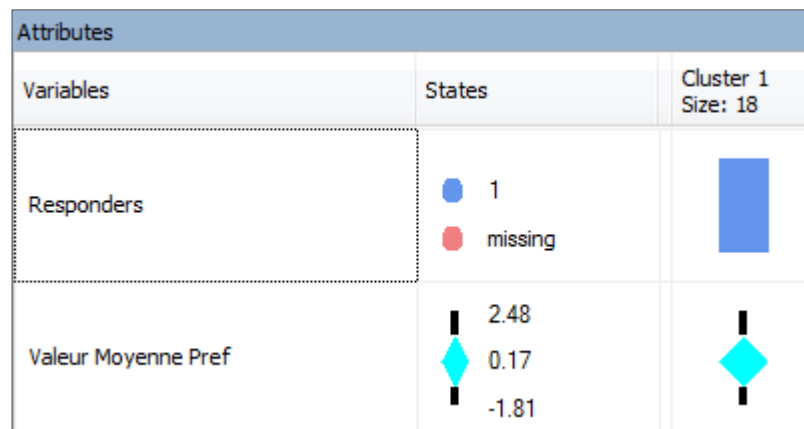 Attributes
Variables States Cluster 1
Size: 18
Responders
1
missing
Valeur Moyenne Pref
2.48
0.17
-1.81